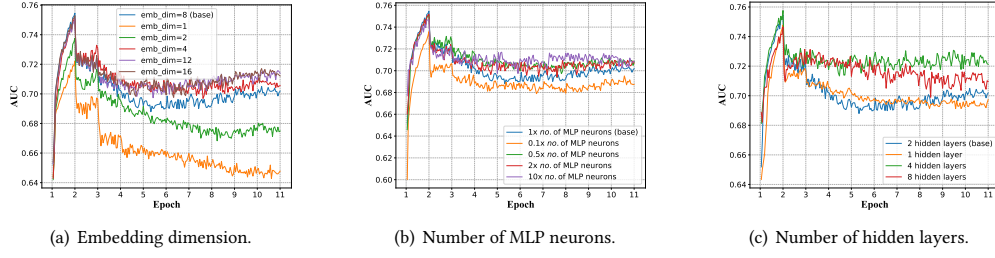 AUC
0.74
0.72
0.70
0.68
0.66
0.64
emb_dim=8 (base)
emb_dim=1
emb_dim=2
emb_dim=4
emb_dim=12
emb_dim=16
1 2 3 4 5 6 7 8 9 10 11
Epoch
(a) Embedding dimension.
AUC
0.76
0.74
0.72
0.70
0.68
0.66
0.64
0.62
0.60
1x no. of MLP neurons (base)
0.1x no. of MLP neurons
0.5x no. of MLP neurons
2x no. of MLP neurons
10x no. of MLP neurons
1 2 3 4 5 6 7 8 9 10 11
Epoch
(b) Number of MLP neurons.
AUC
0.76
0.74
0.72
0.70
0.68
0.66
0.64
2 hidden layers (base)
1 hidden layer
4 hidden layers
8 hidden layers
1 2 3 4 5 6 7 8 9 10 11
Epoch
(c) Number of hidden layers.